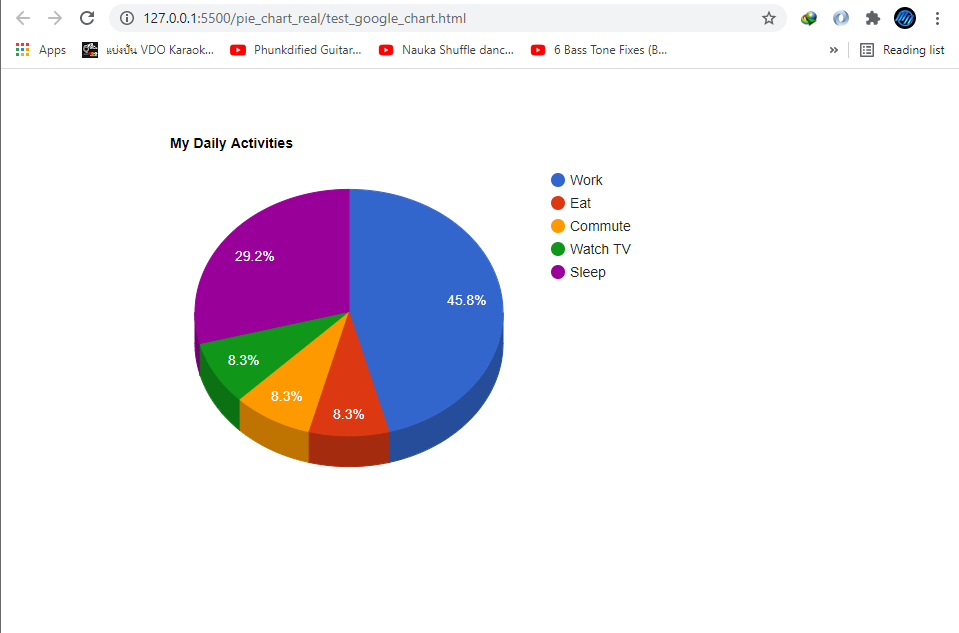 127.0.0.1:5500/pie_chart_real/test_google_chart.html
Apps แบ่งปัน VDO Karaok... Phunkdified Guitar... Nauka Shuffle danc... 6 Bass Tone Fixes (B... » Reading list
My Daily Activities
Work
Eat
Commute
Watch TV
Sleep
29.2%
45.8%
8.3%
8.3%
8.3%